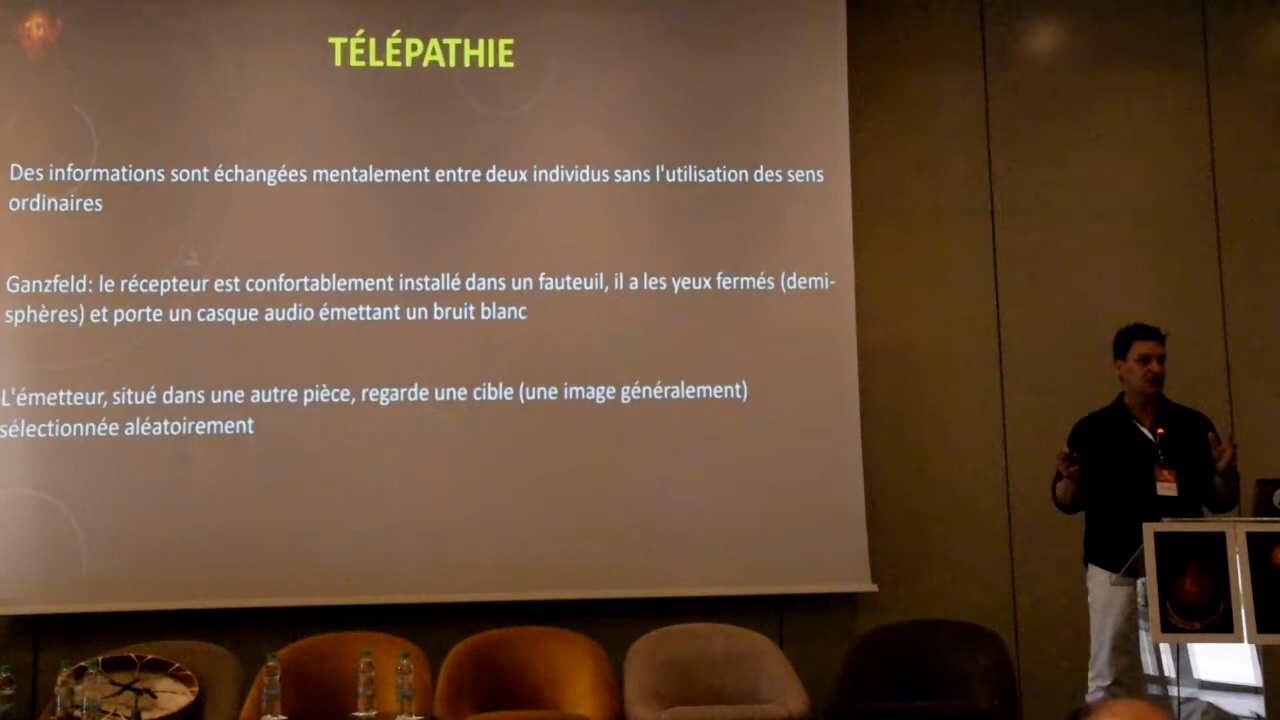 TÉLÉPATHIE
Des informations sont échangées mentalement entre deux individus sans l'utilisation des sens
ordinaires
Ganzfeld: le récepteur est confortablement installé dans un fauteuil, il a les yeux fermés (demi-
sphères) et porte un casque audio émettant un bruit blanc
L'émetteur, situé dans une autre pièce, regarde une cible (une image généralement)
sélectionnée aléatoirement